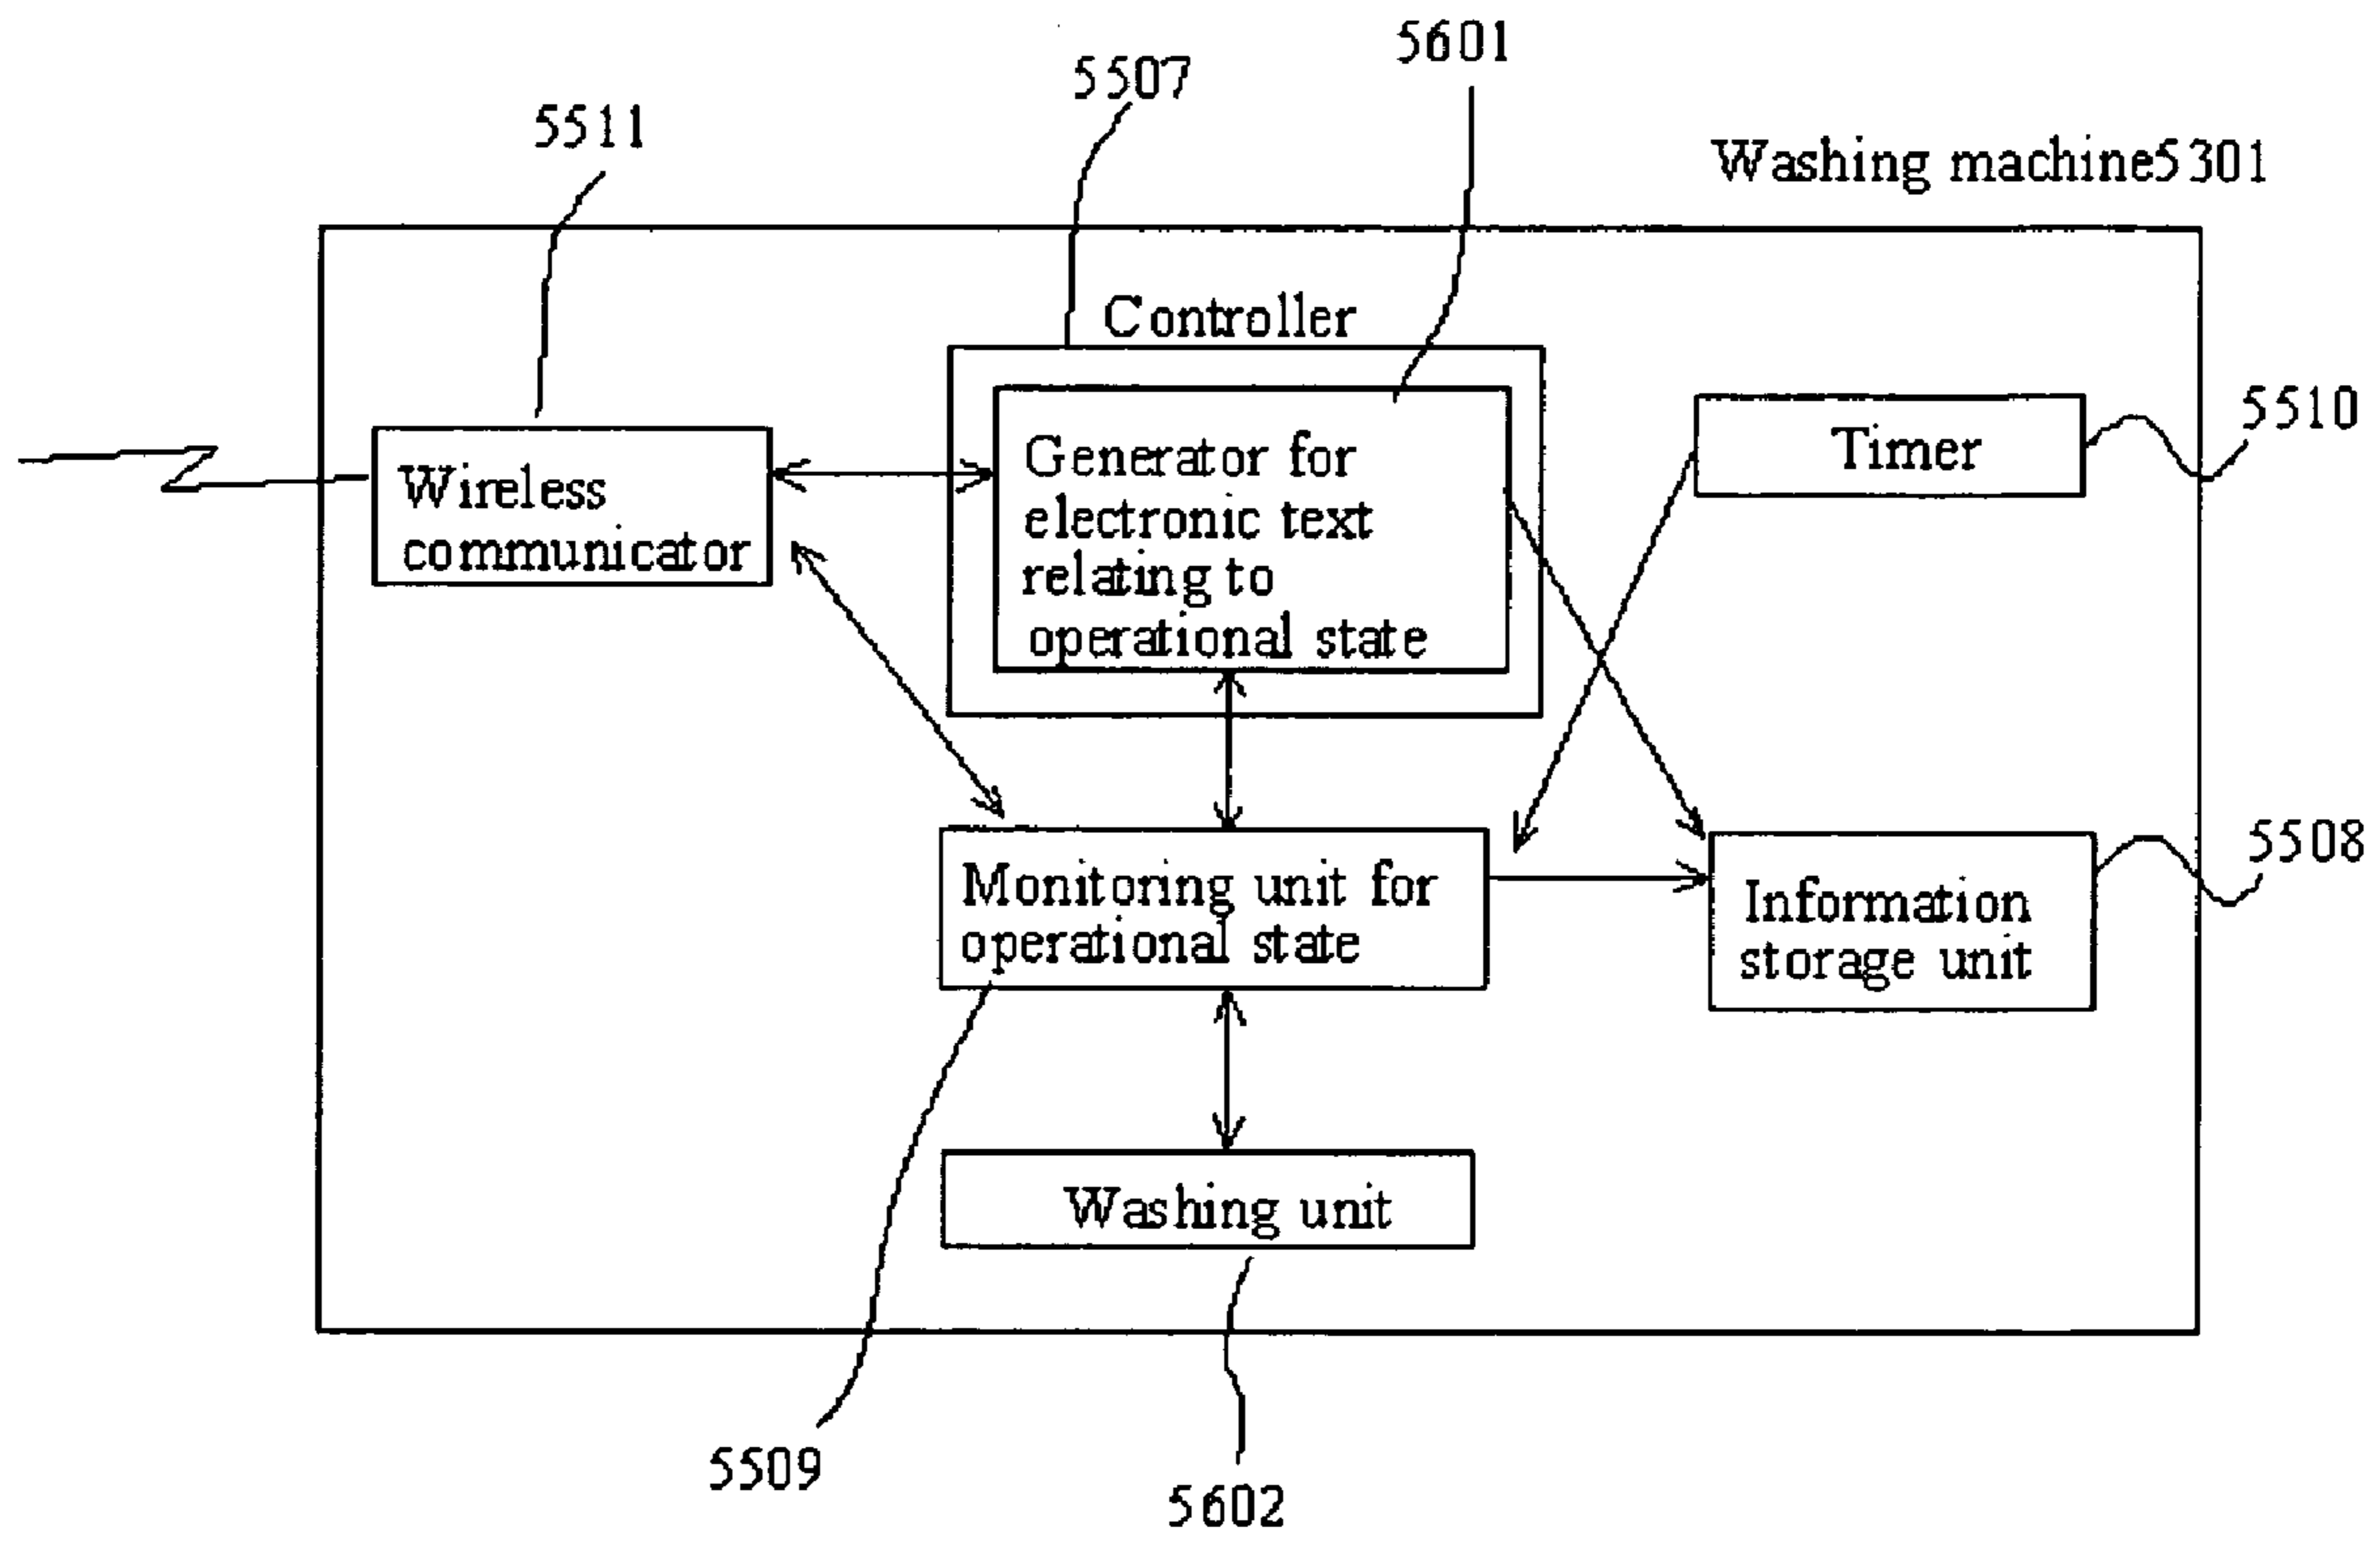 5601
5507
5511
Washing machine5301
Controller
5510
Timer
Generator for
electronic text
relating to
operational state
Wireless
communicator
5508
Monitoring unit for
operational state
Information
storage unit
Washing unit
5509
5602